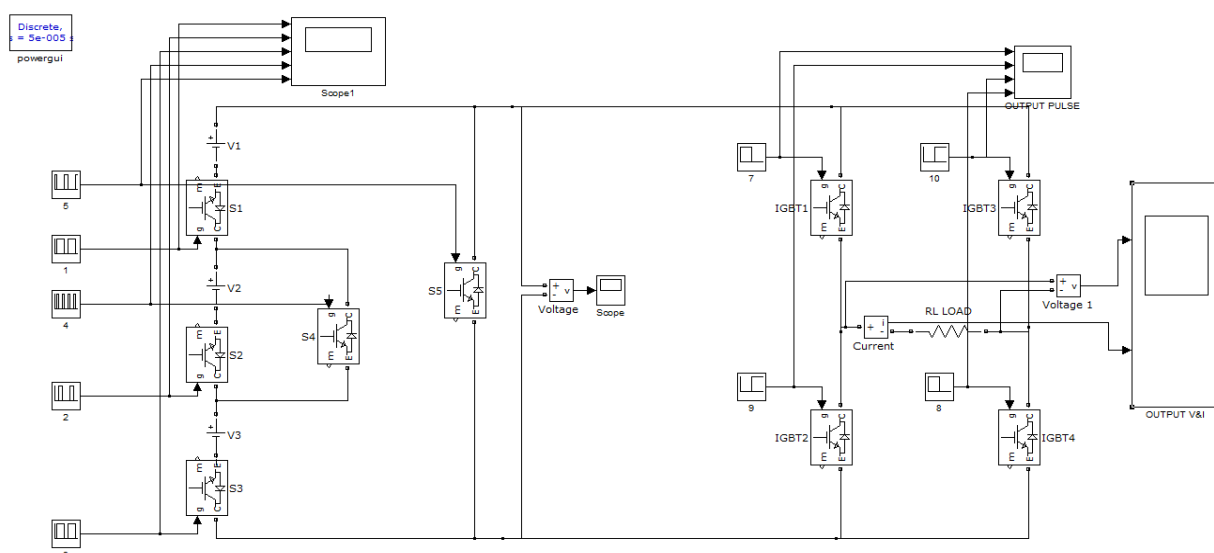 Discrete,
s = 5e-005 s
powergui
Scope1
OUTPUT PULSE
+
V1
5
E
m
g
C
S1
1
+
V2
4
E
m
g
C
S2
2
+
V3
E
m
g
C
S3
g
C
m
E
S4
g
C
m
E
S5
+
-
v
Voltage
Scope
7
g
C
m
E
IGBT1
10
g
C
m
E
IGBT3
+
-
v
Voltage 1
RL LOAD
+
i
-
Current
9
g
C
m
E
IGBT2
8
g
C
m
E
IGBT4
OUTPUT V&I